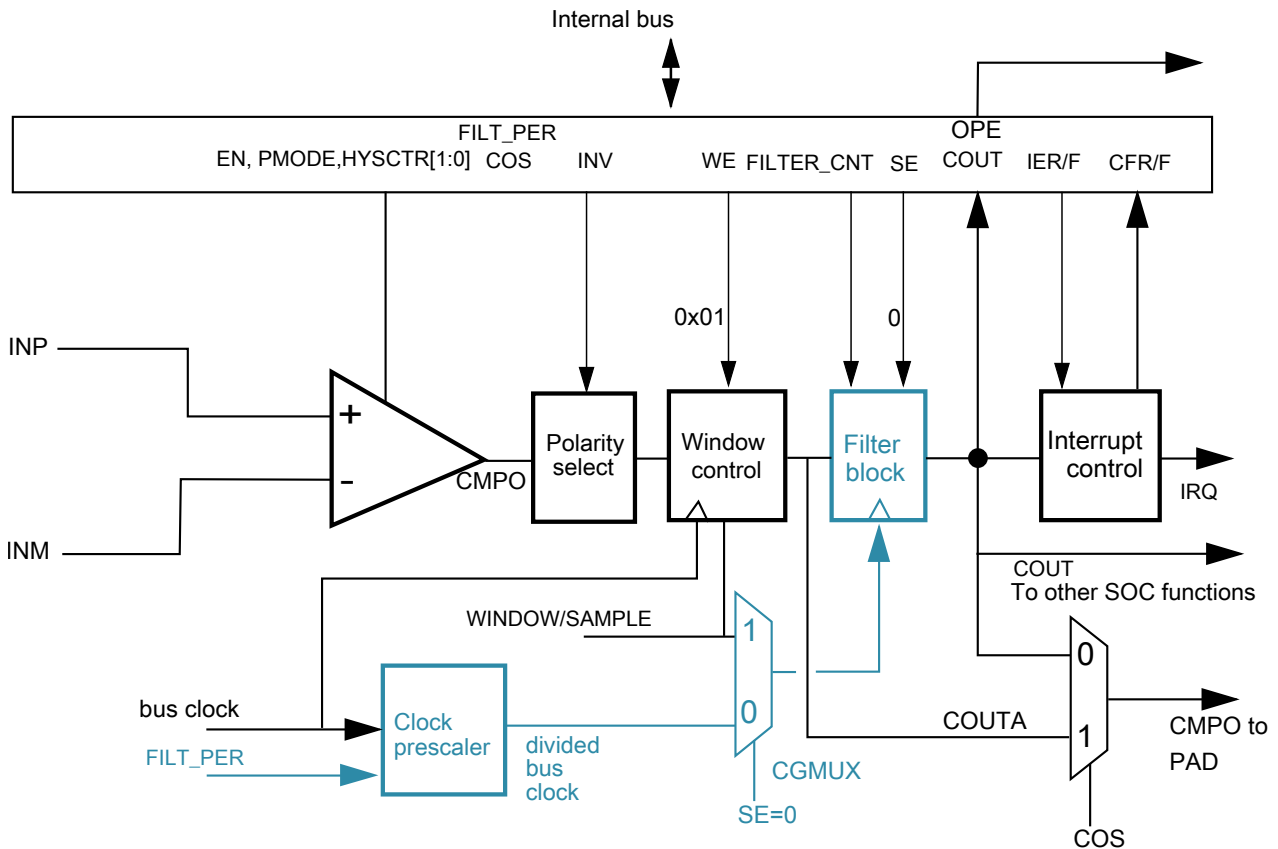 Internal bus
FILT_PER
OPE
EN, PMODE,HYSCTR[1:0]
COS
INV
WE
FILTER_CNT
SE
COUT
IER/F
CFR/F
0x01
0
INP
+
-
INM
CMPO
Polarity
select
Window
control
Filter
block
Interrupt
control
IRQ
COUT
To other SOC functions
WINDOW/SAMPLE
1
0
bus clock
FILT_PER
Clock
prescaler
divided
bus
clock
CGMUX
SE=0
0
1
COUTA
CMPO to
PAD
COS